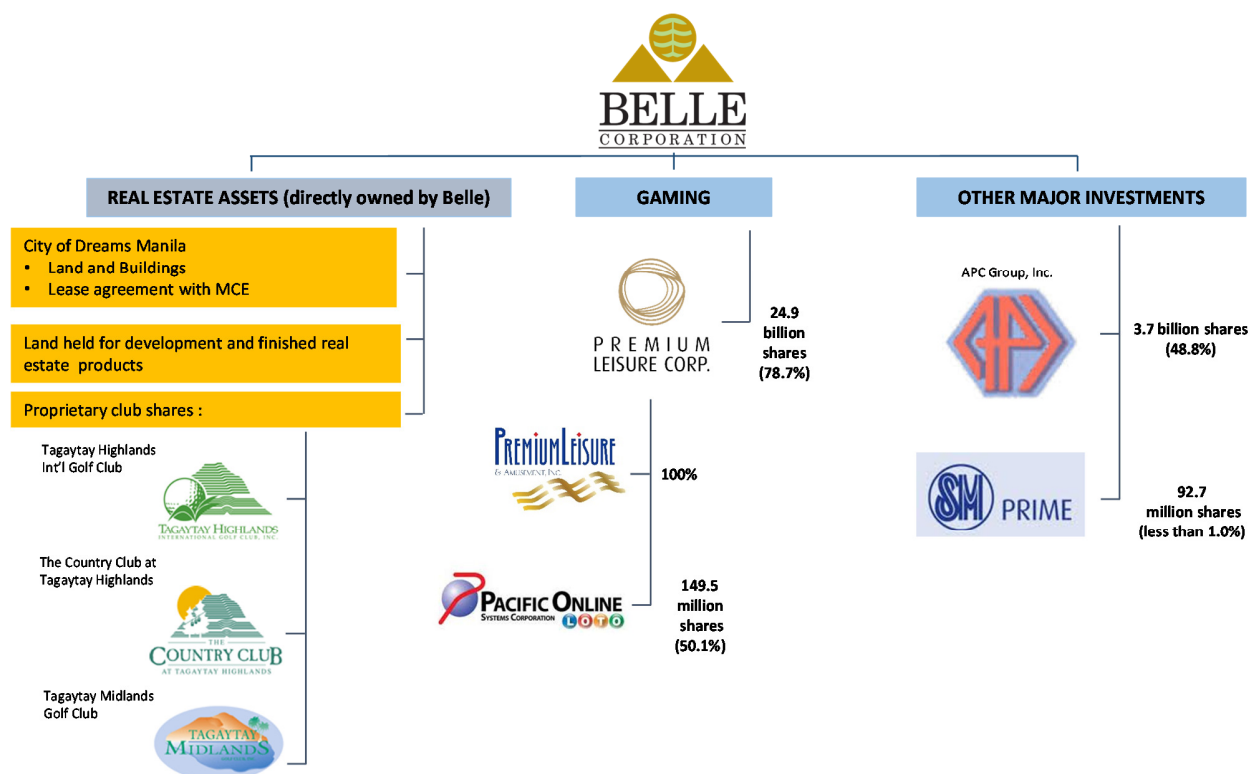 BELLE
CORPORATION
REAL ESTATE ASSETS (directly owned by Belle)
City of Dreams Manila
• Land and Buildings
• Lease agreement with MCE
Land held for development and finished real
estate products
Proprietary club shares :
Tagaytay Highlands
Int'l Golf Club
TAGAYTAY HIGHLANDS
INTERNATIONAL GOLF CLUB, INC.
The Country Club at
Tagaytay Highlands
THE
COUNTRY CLUB
AT TAGAYTAY HIGHLANDS
Tagaytay Midlands
Golf Club
TAGAYTAY
MIDLANDS
GAMING
PREMIUM
LEISURE CORP.
24.9
billion
shares
(78.7%)
PREMIUMLEISURE
& AMUSEMENT, INC.
100%
PACIFIC ONLINE
SYSTEMS CORPORATION
LOTO
149.5
million
shares
(50.1%)
OTHER MAJOR INVESTMENTS
APC Group, Inc.
APC
3.7 billion shares
(48.8%)
SM PRIME
92.7
million shares
(less than 1.0%)